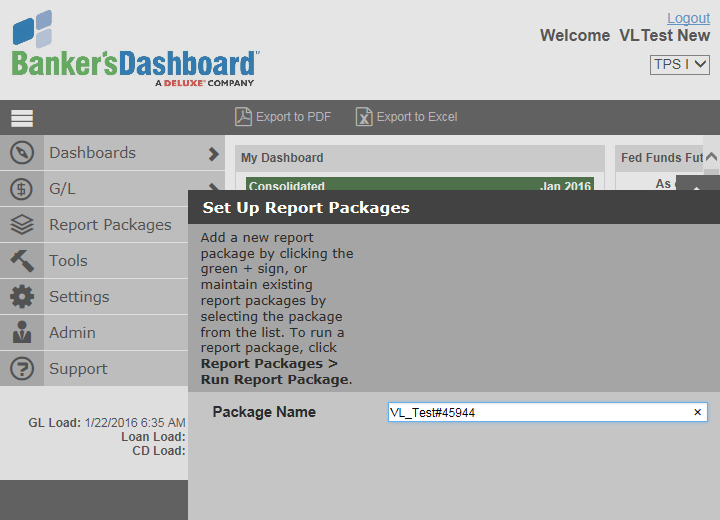 Logout
Banker'sDashboard™
A DELUXE® COMPANY
Welcome VLTest New
TPS I
Export to PDF
Export to Excel
Dashboards
My Dashboard
Fed Funds Fut
G/L
Consolidated
Jan 2016
Set Up Report Packages
Report Packages
Tools
Settings
Admin
Support
Add a new report
package by clicking the
green + sign, or
maintain existing
report packages by
selecting the package
from the list. To run a
report package, click
Report Packages >
Run Report Package.
Package Name
VL_Test#45944
GL Load: 1/22/2016 6:35 AM
Loan Load:
CD Load: